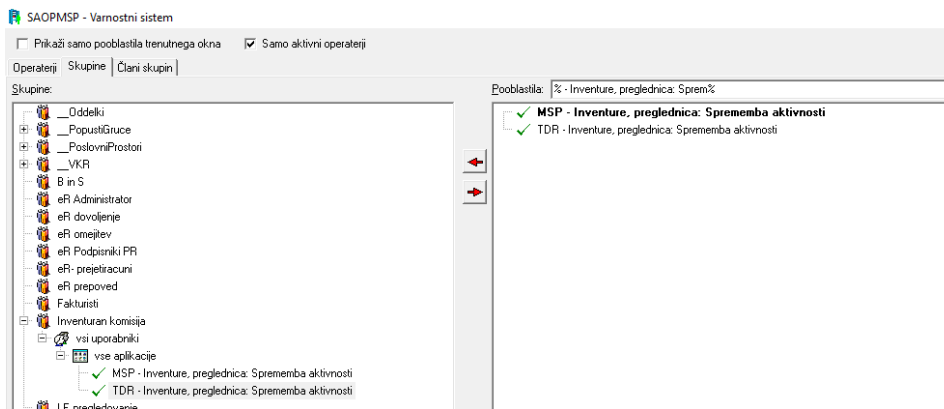 SAOPMSP - Varnostni sistem
Prikaži samo pooblastila trenutnega okna
Samo aktivni operaterji
Operaterji
Skupine
Člani skupin
Skupine:
__Oddelki
__PopustiGruce
__PoslovniProstori
__VKR
B in S
eR Administrator
eR dovoljenje
eR omejitev
eR Podpisniki PR
eR- prejetiracuni
eR prepoved
Fakturisti
Inventuran komisija
vsi uporabniki
vse aplikacije
MSP - Inventure, preglednica: Sprememba aktivnosti
TDR - Inventure, preglednica: Sprememba aktivnosti
LE pregledovanje
Pooblastila:
% - Inventure, preglednica: Sprem%
MSP - Inventure, preglednica: Sprememba aktivnosti
TDR - Inventure, preglednica: Sprememba aktivnosti